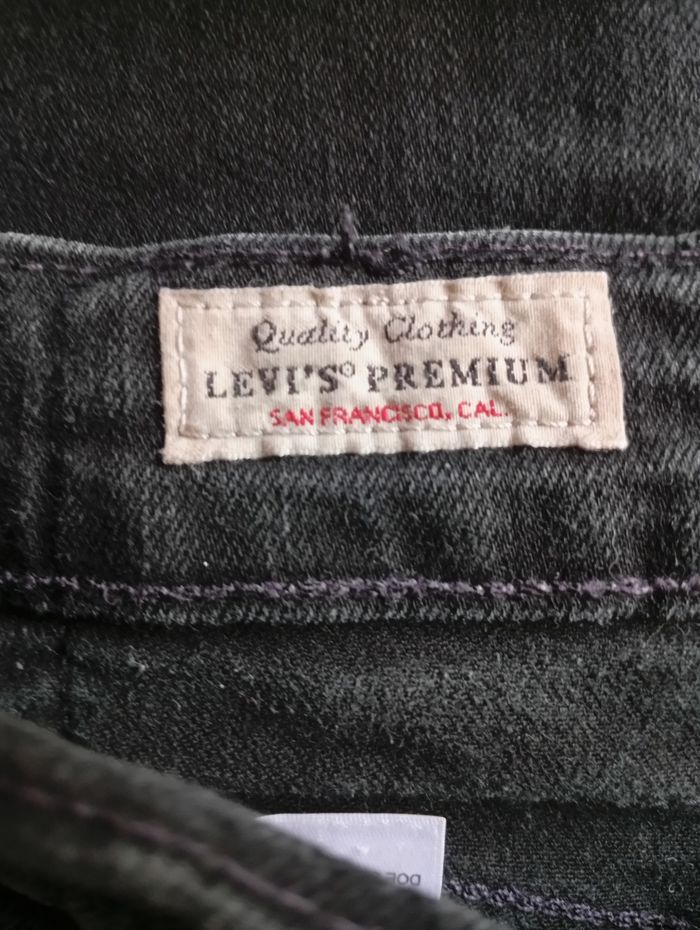 Quality Clothing
LEVI'S® PREMIUM
SAN FRANCISCO, CAL.